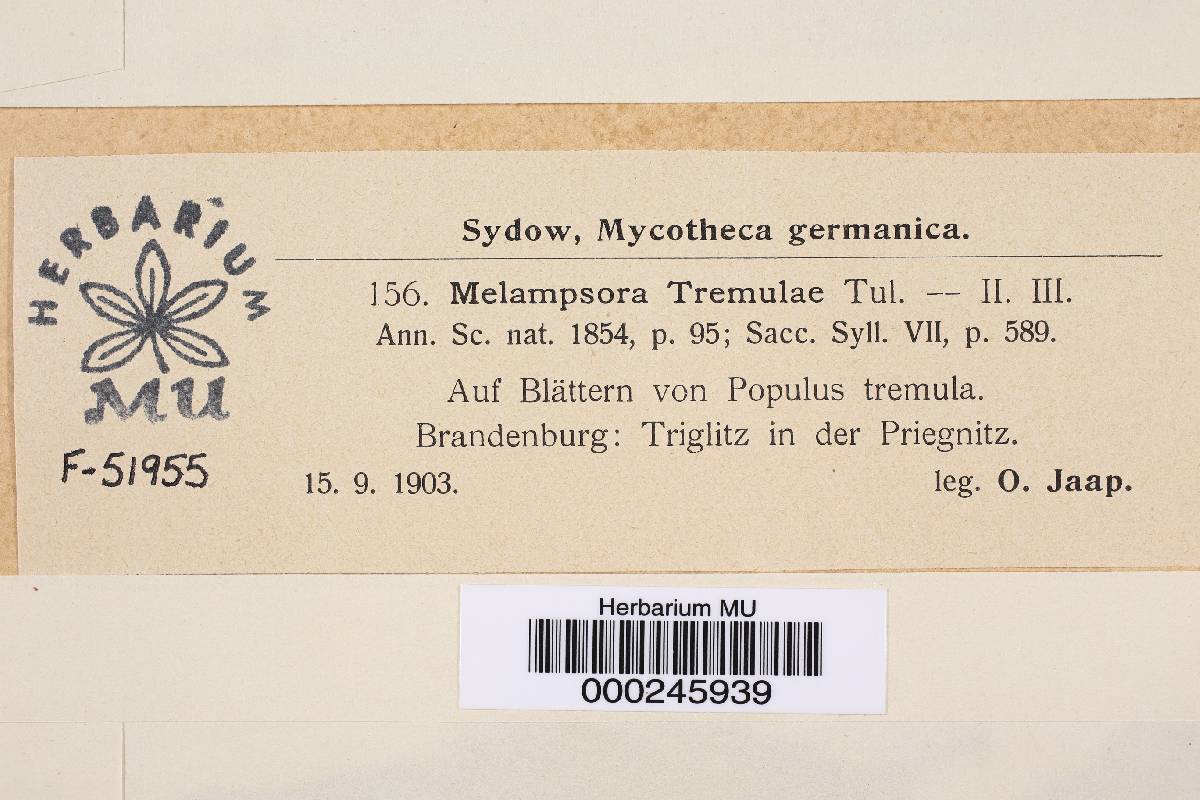 HERBARIUM
MU
F-51955
Sydow, Mycotheca germanica.
156. Melampsora Tremulae Tul. — II. III.
Ann. Sc. nat. 1854, p. 95; Sacc. Syll. VII, p. 589.
Auf Blättern von Populus tremula.
Brandenburg: Triglitz in der Priegnitz.
15. 9. 1903. leg. O. Jaap.
Herbarium MU
000245939